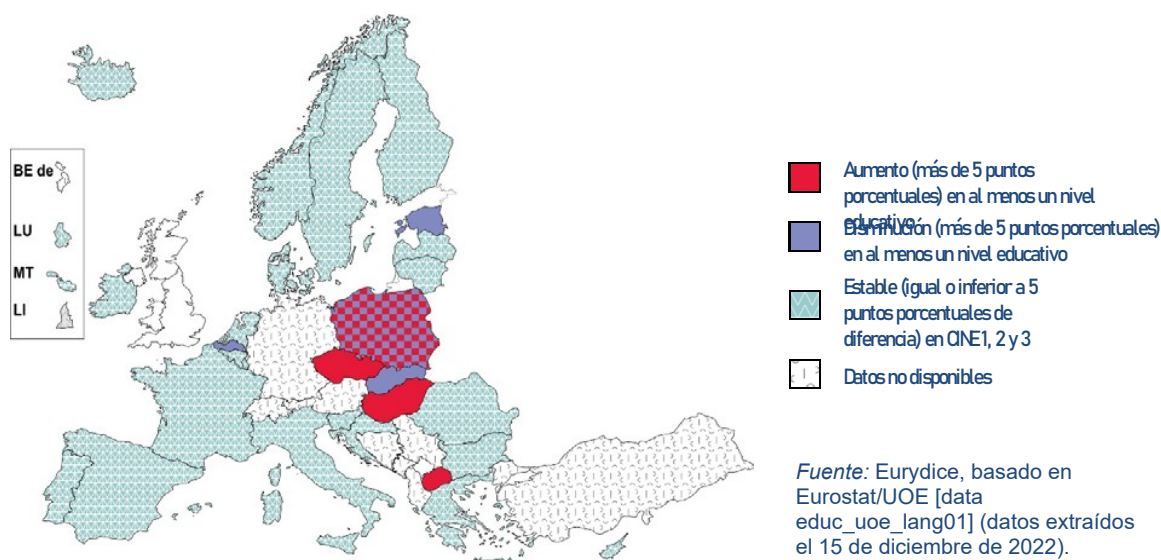 BE de
LU
MT
LI
Aumento (más de 5 puntos
porcentuales) en al menos un nivel
educativo
Disminución (más de 5 puntos porcentuales)
en al menos un nivel educativo
Estable (igual o inferior a 5
puntos porcentuales de
diferencia) en CINE1, 2 y 3
Datos no disponibles
Fuente: Eurydice, basado en
Eurostat/UOE [data
educ_uoe_lang01] (datos extraídos
el 15 de diciembre de 2022).